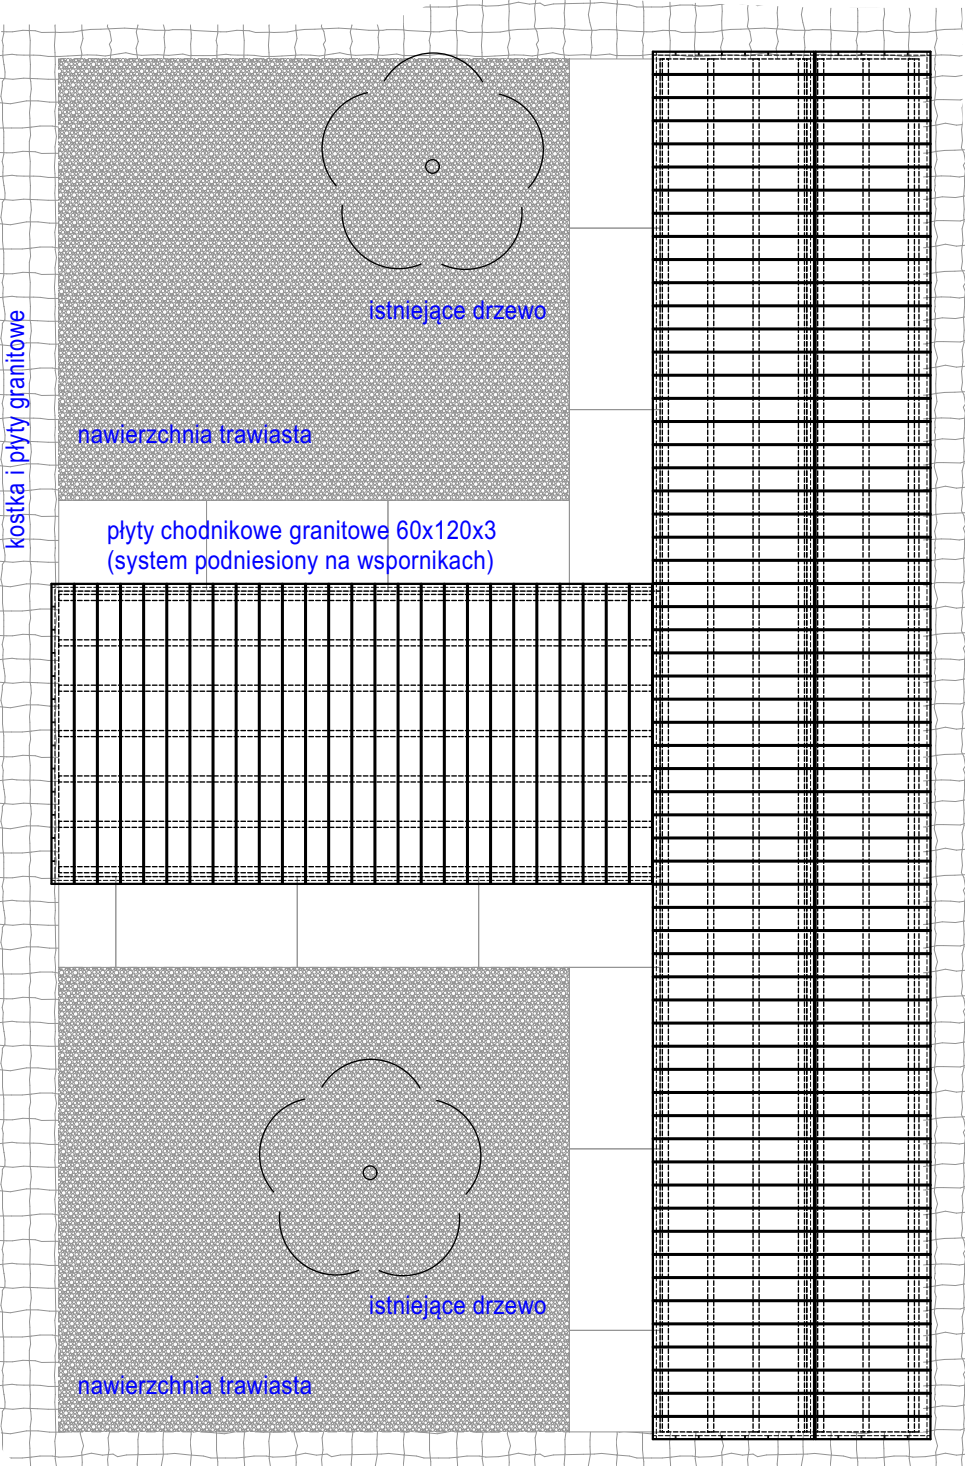 istniejące drzewo
kostka i płyty granitowe
nawierzchnia trawiasta
płyty chodnikowe granitowe 60x120x3
(system podniesiony na wspornikach)
istniejące drzewo
nawierzchnia trawiasta